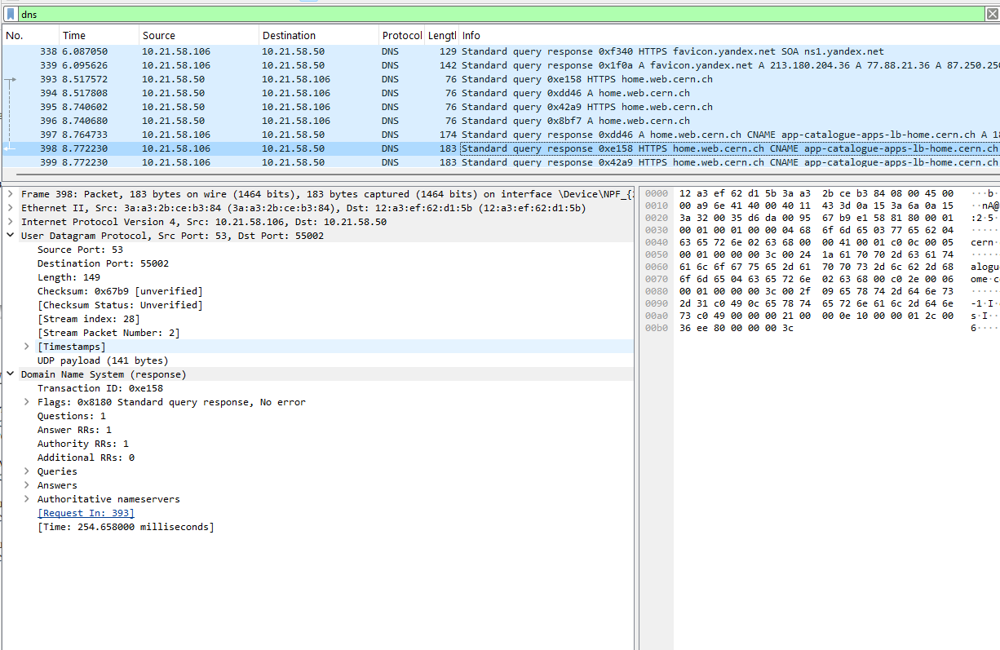 dns
No. Time Source Destination Protocol Lengtl Info
338 6.087050 10.21.58.106 10.21.58.50 DNS 129 Standard query response 0xf340 HTTPS favicon.yandex.net SOA ns1.yandex.net
339 6.095626 10.21.58.106 10.21.58.50 DNS 142 Standard query response 0x1f0a A favicon.yandex.net A 213.180.204.36 A 77.88.21.36 A 87.250.250
393 8.517572 10.21.58.50 10.21.58.106 DNS 76 Standard query 0xe158 HTTPS home.web.cern.ch
394 8.517808 10.21.58.50 10.21.58.106 DNS 76 Standard query 0xdd46 A home.web.cern.ch
395 8.740602 10.21.58.50 10.21.58.106 DNS 76 Standard query 0x42a9 HTTPS home.web.cern.ch
396 8.740680 10.21.58.50 10.21.58.106 DNS 76 Standard query 0x8bf7 A home.web.cern.ch
397 8.764733 10.21.58.106 10.21.58.50 DNS 174 Standard query response 0xdd46 A home.web.cern.ch CNAME app-catalogue-apps-lb-home.cern.ch A 18
398 8.772230 10.21.58.106 10.21.58.50 DNS 183 Standard query response 0xe158 HTTPS home.web.cern.ch CNAME app-catalogue-apps-lb-home.cern.ch
399 8.772230 10.21.58.106 10.21.58.50 DNS 183 Standard query response 0x42a9 HTTPS home.web.cern.ch CNAME app-catalogue-apps-lb-home.cern.ch
Frame 398: Packet, 183 bytes on wire (1464 bits), 183 bytes captured (1464 bits) on interface \Device\NPF_{
Ethernet II, Src: 3a:a3:2b:ce:b3:84 (3a:a3:2b:ce:b3:84), Dst: 12:a3:ef:62:d1:5b (12:a3:ef:62:d1:5b)
Internet Protocol Version 4, Src: 10.21.58.106, Dst: 10.21.58.50
User Datagram Protocol, Src Port: 53, Dst Port: 55002
Source Port: 53
Destination Port: 55002
Length: 149
Checksum: 0x67b9 [unverified]
[Checksum Status: Unverified]
[Stream index: 28]
[Stream Packet Number: 2]
[Timestamps]
UDP payload (141 bytes)
Domain Name System (response)
Transaction ID: 0xe158
Flags: 0x8180 Standard query response, No error
Questions: 1
Answer RRs: 1
Authority RRs: 1
Additional RRs: 0
Queries
Answers
Authoritative nameservers
[Request In: 393]
[Time: 254.658000 milliseconds]
0000 12 a3 ef 62 d1 5b 3a a3 2b ce b3 84 08 00 45 00 ···b·
0010 00 a9 6e 41 40 00 40 11 43 3d 0a 15 3a 6a 0a 15 ··nA@
0020 3a 32 00 35 d6 da 00 95 67 b9 e1 58 81 80 00 01 :2·5·
0030 00 01 00 01 00 00 04 68 6f 6d 65 03 77 65 62 04 ·····
0040 63 65 72 6e 02 63 68 00 00 41 00 01 c0 0c 00 05 cern·
0050 00 01 00 00 00 3c 00 24 1a 61 70 70 2d 63 61 74 ·····
0060 61 6c 6f 67 75 65 2d 61 70 70 73 2d 6c 62 2d 68 alogue
0070 6f 6d 65 04 63 65 72 6e 02 63 68 00 c0 2e 00 06 ome·c
0080 00 01 00 00 00 3c 00 2f 09 65 78 74 2d 64 6e 73 ·····
0090 2d 31 c0 49 0c 65 78 74 65 72 6e 61 6c 2d 64 6e -1·I·
00a0 73 c0 49 00 00 00 21 00 00 0e 10 00 00 01 2c 00 s·I··
00b0 36 ee 80 00 00 00 3c 6····